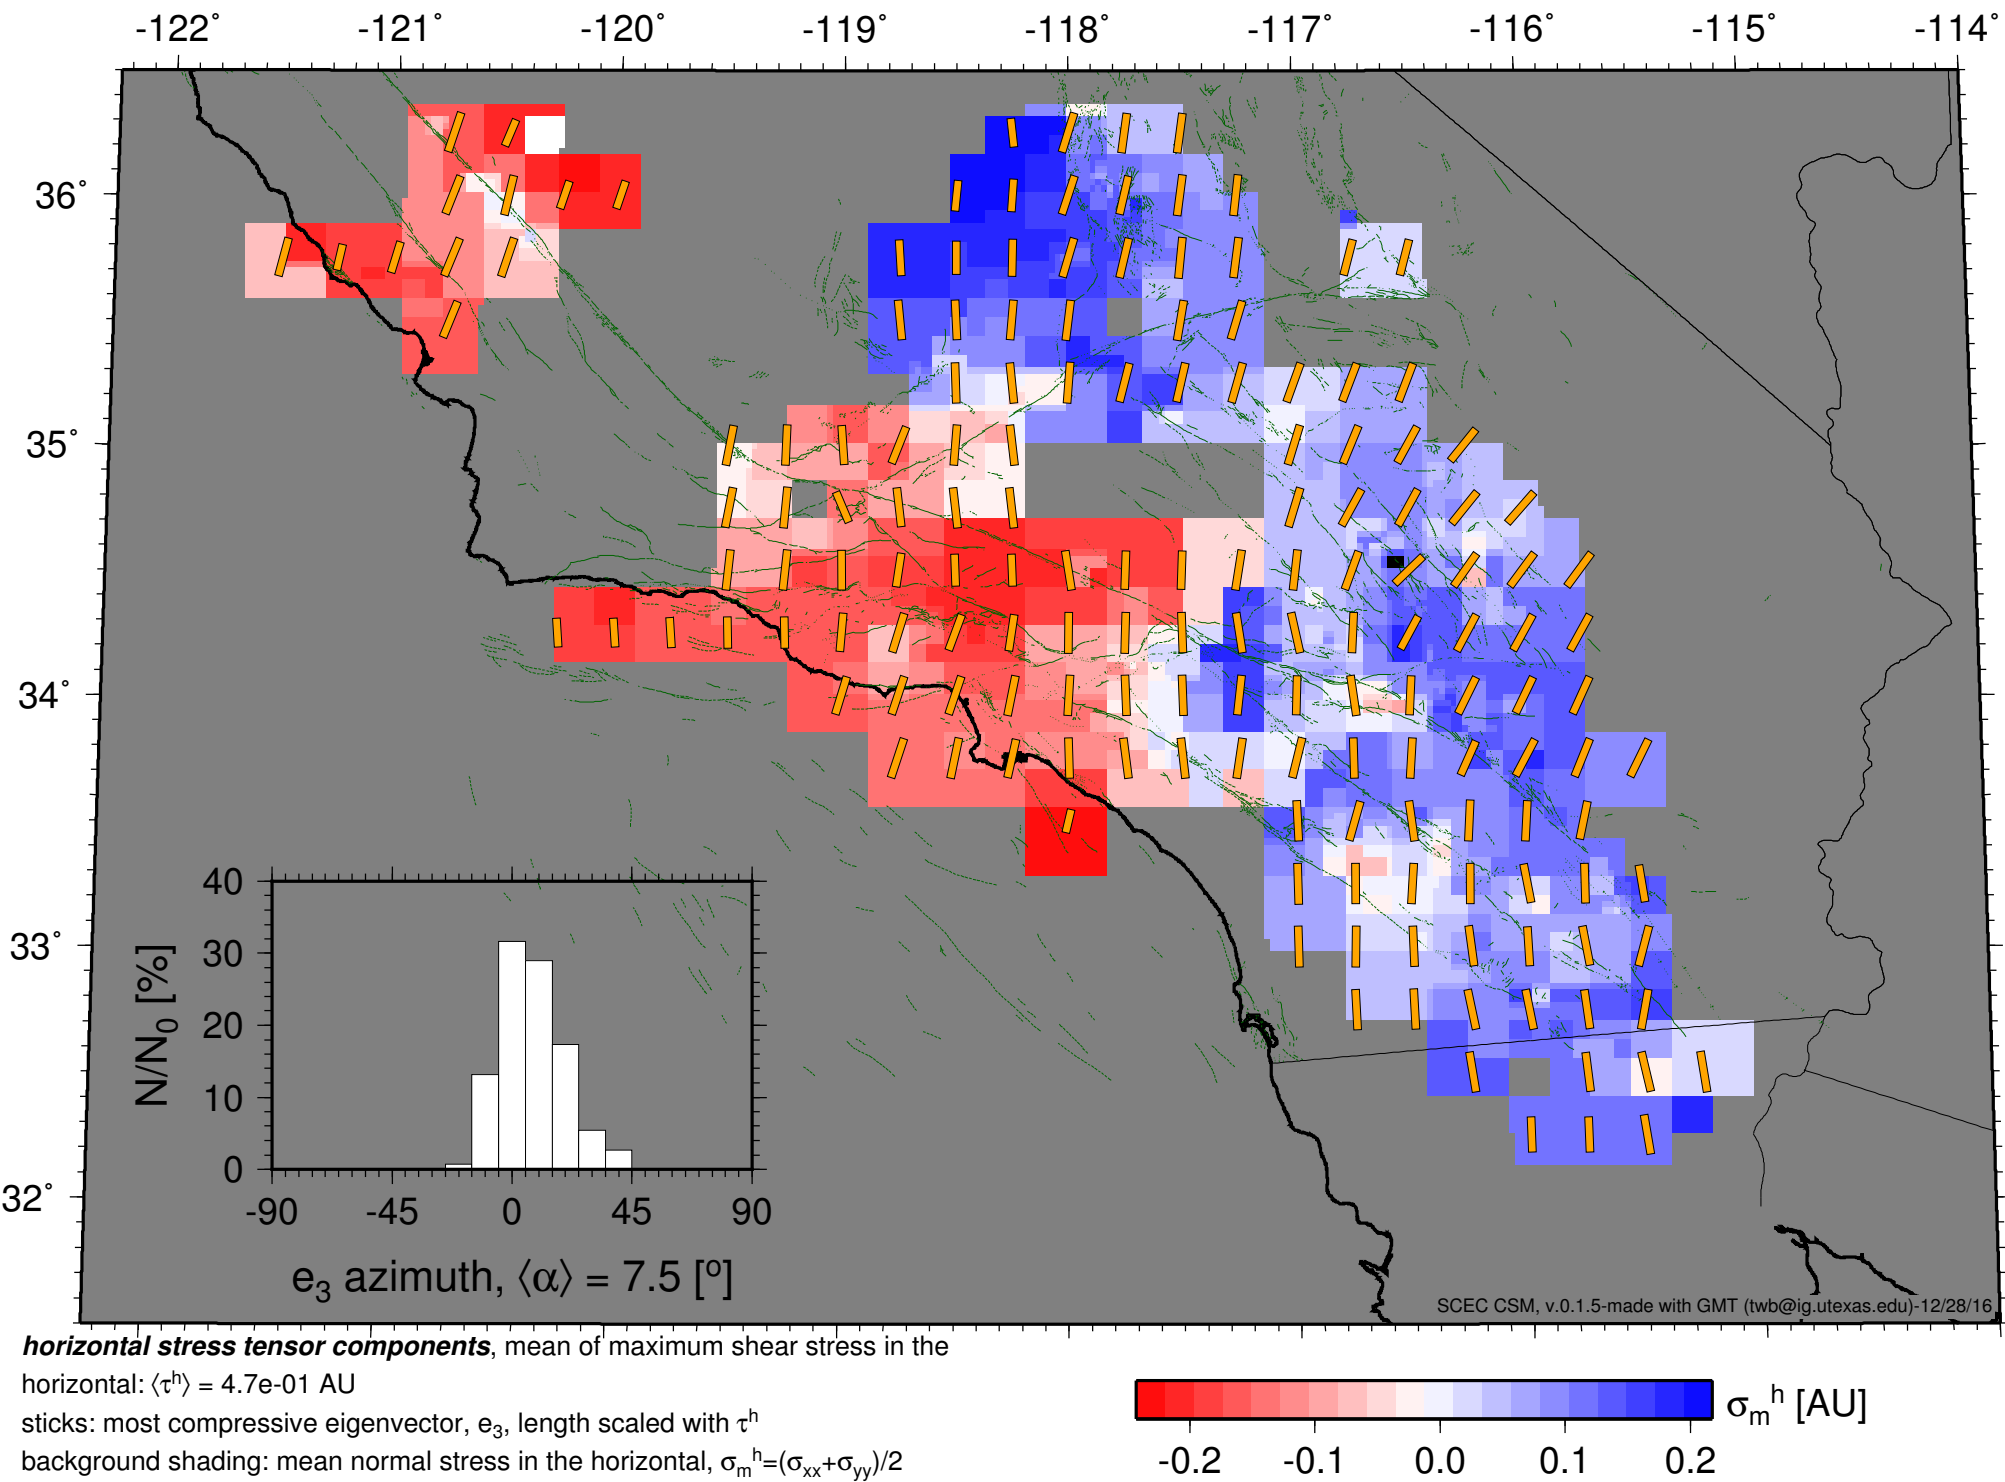 -122° -121° -120° -119° -118° -117° -116° -115° -114°
36°
35°
34°
33°
32°
40
30
20
10
0
N/N0 [%]
-90 -45 0 45 90
e3 azimuth, ⟨α⟩ = 7.5 [º]
SCEC CSM, v.0.1.5-made with GMT (twb@ig.utexas.edu)-12/28/16
horizontal stress tensor components, mean of maximum shear stress in the
horizontal: ⟨τh⟩ = 4.7e-01 AU
sticks: most compressive eigenvector, e3, length scaled with τh
background shading: mean normal stress in the horizontal, σmh=(σxx+σyy)/2
σmh [AU]
-0.2 -0.1 0.0 0.1 0.2